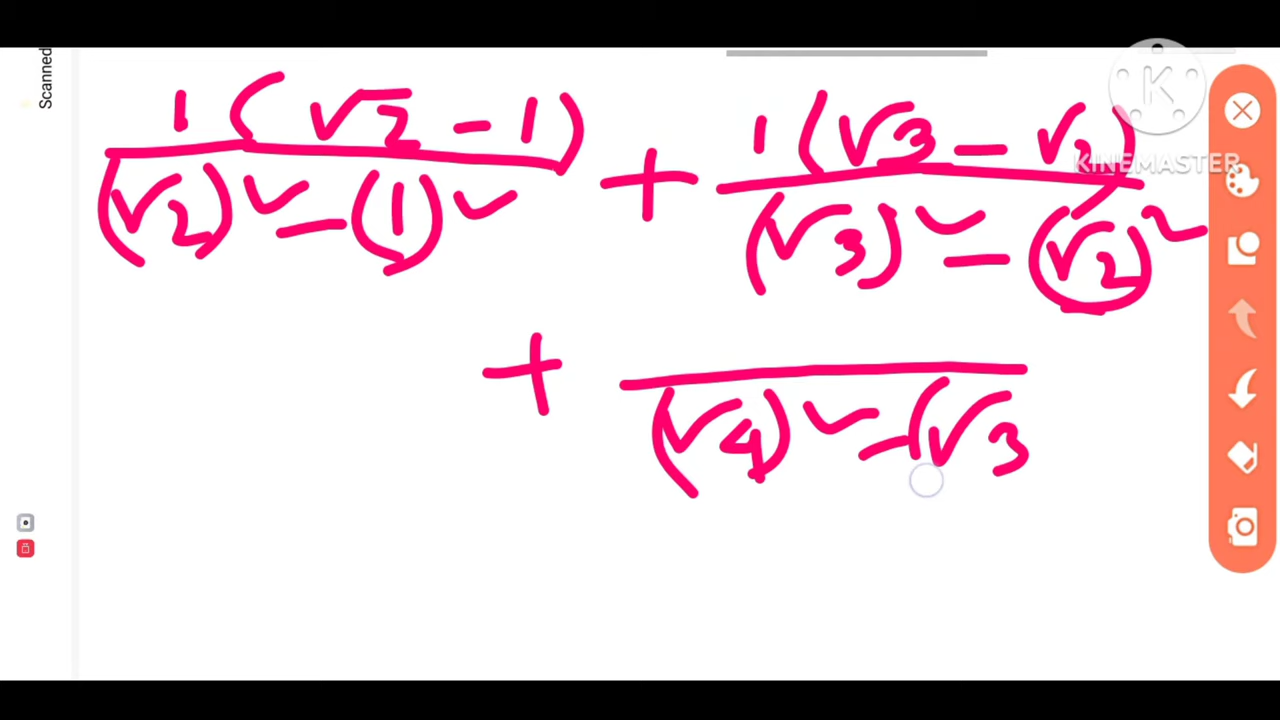 Scanned
1(√2 - 1)/(√2)² - (1)² + 1(√3 - √2)/(√3)² - (√2)²
KINEMASTER
+ /(√4)² - (√3